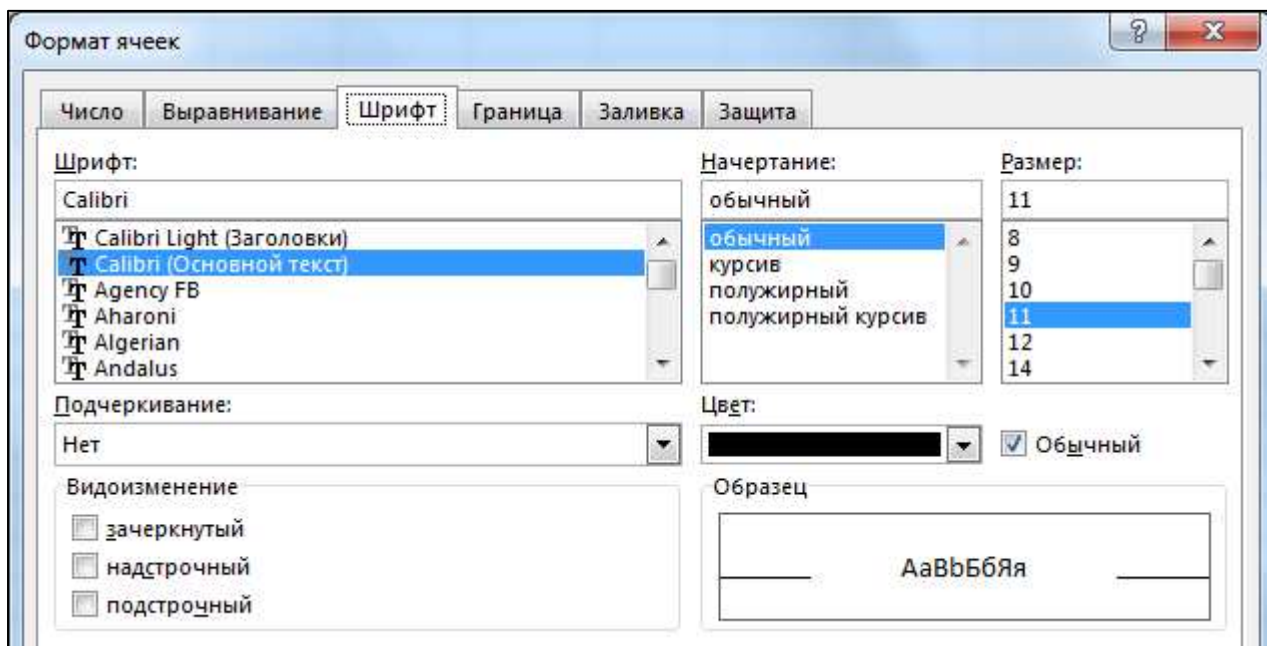 Формат ячеек
Число Выравнивание Шрифт Граница Заливка Защита
Шрифт: Начертание: Размер:
Calibri обычный 11
Calibri Light (Заголовки) обычный 8
Calibri (Основной текст) курсив 9
Agency FB полужирный 10
Aharoni полужирный курсив 11
Algerian 12
Andalus 14
Подчеркивание: Цвет:
Нет Обычный
Видоизменение Образец
зачеркнутый
надстрочный АаBbБбЯя
подстрочный